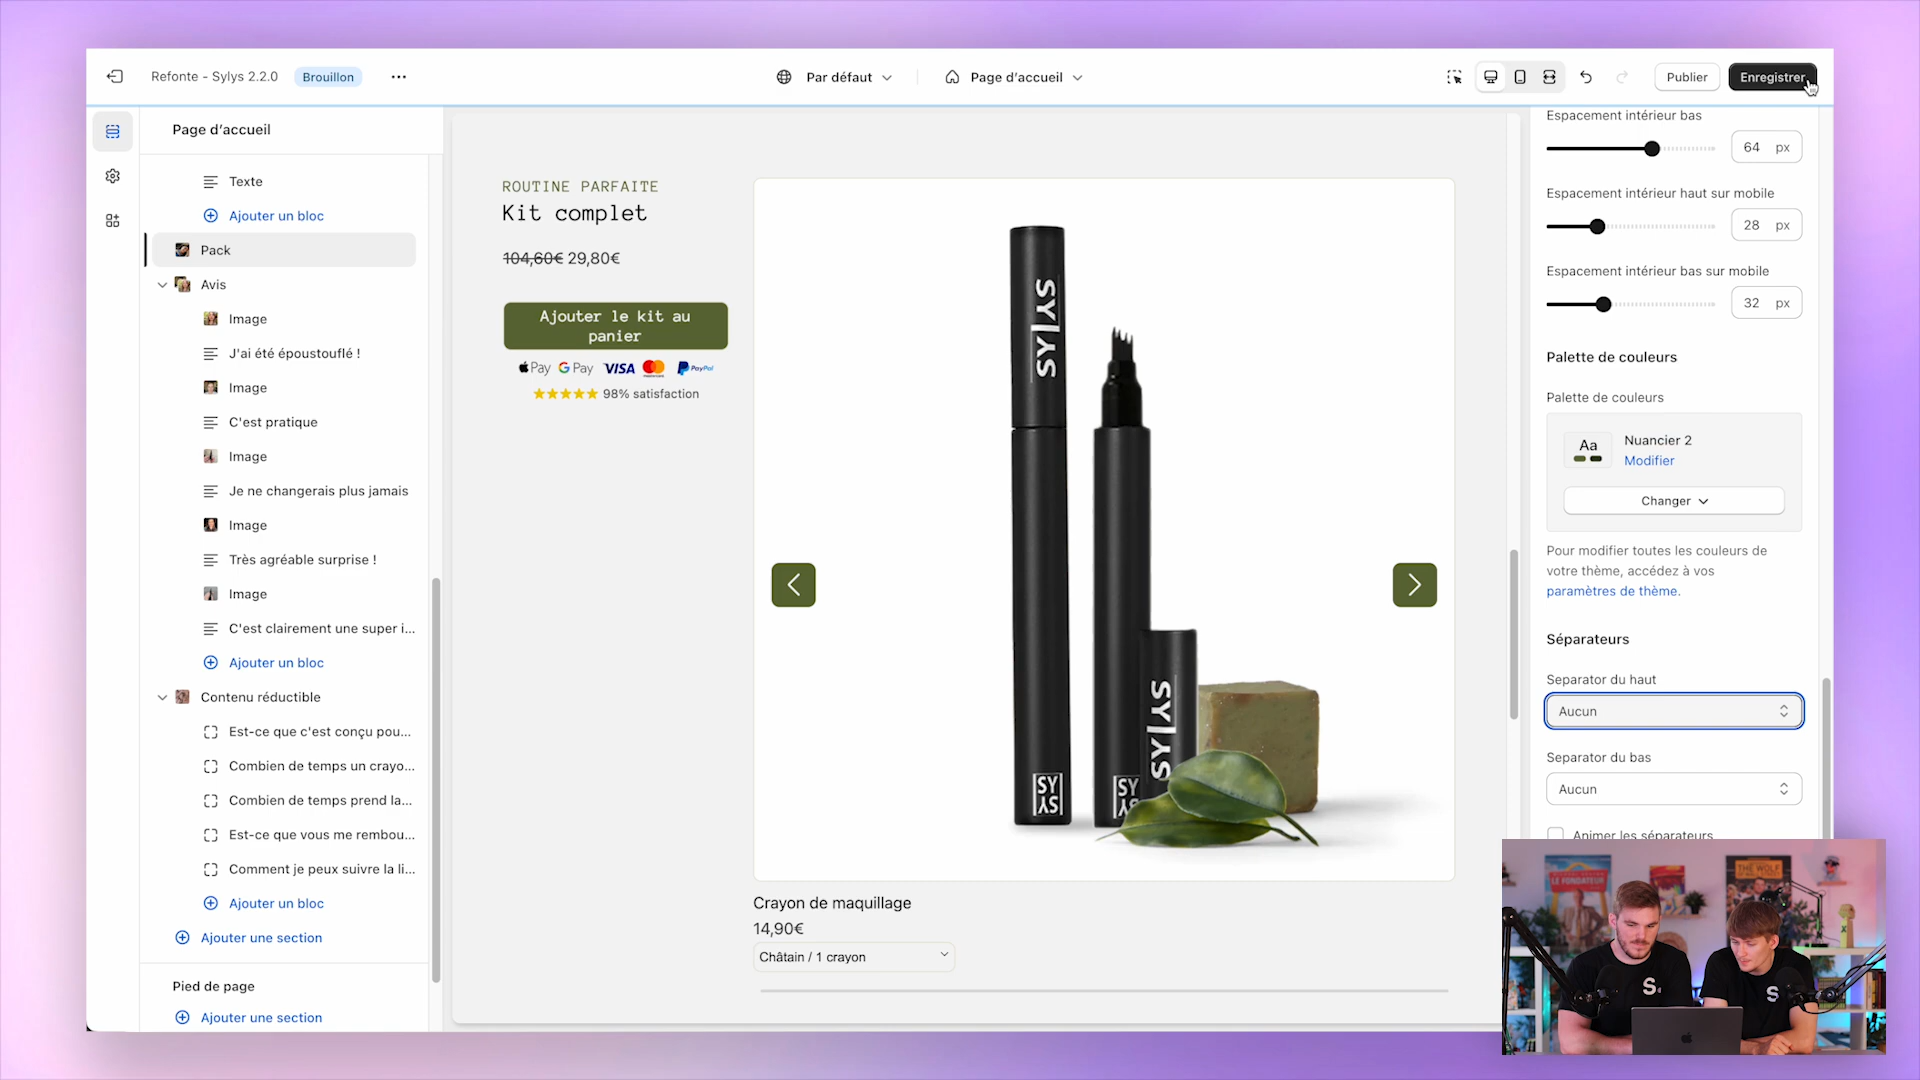 Refonte - Sylys 2.2.0
Brouillon
Par défaut
Page d'accueil
Publier
Enregistrrer
Page d'accueil
Texte
Ajouter un bloc
Pack
Avis
Image
J'ai été époustouflé !
Image
C'est pratique
Image
Je ne changerais plus jamais
Image
Très agréable surprise !
Image
C'est clairement une super i...
Ajouter un bloc
Contenu réductible
Est-ce que c'est conçu pou...
Combien de temps un crayo...
Combien de temps prend la...
Est-ce que vous me rembou...
Comment je peux suivre la li...
Ajouter un bloc
Ajouter une section
Pied de page
Ajouter une section
ROUTINE PARFAITE
Kit complet
104,60€ 29,80€
Ajouter le kit au
panier
Pay G Pay VISA PayPal
98% satisfaction
SYLYS
SYLYS
SY
SY
Crayon de maquillage
14,90€
Châtain / 1 crayon
Espacement intérieur bas
64 px
Espacement intérieur haut sur mobile
28 px
Espacement intérieur bas sur mobile
32 px
Palette de couleurs
Palette de couleurs
Aa
Nuancier 2
Modifier
Changer
Pour modifier toutes les couleurs de
votre thème, accédez à vos
paramètres de thème.
Séparateurs
Separator du haut
Aucun
Separator du bas
Aucun
Animer les séparateurs
LE FONDATEUR
THE WOLF
S.
S